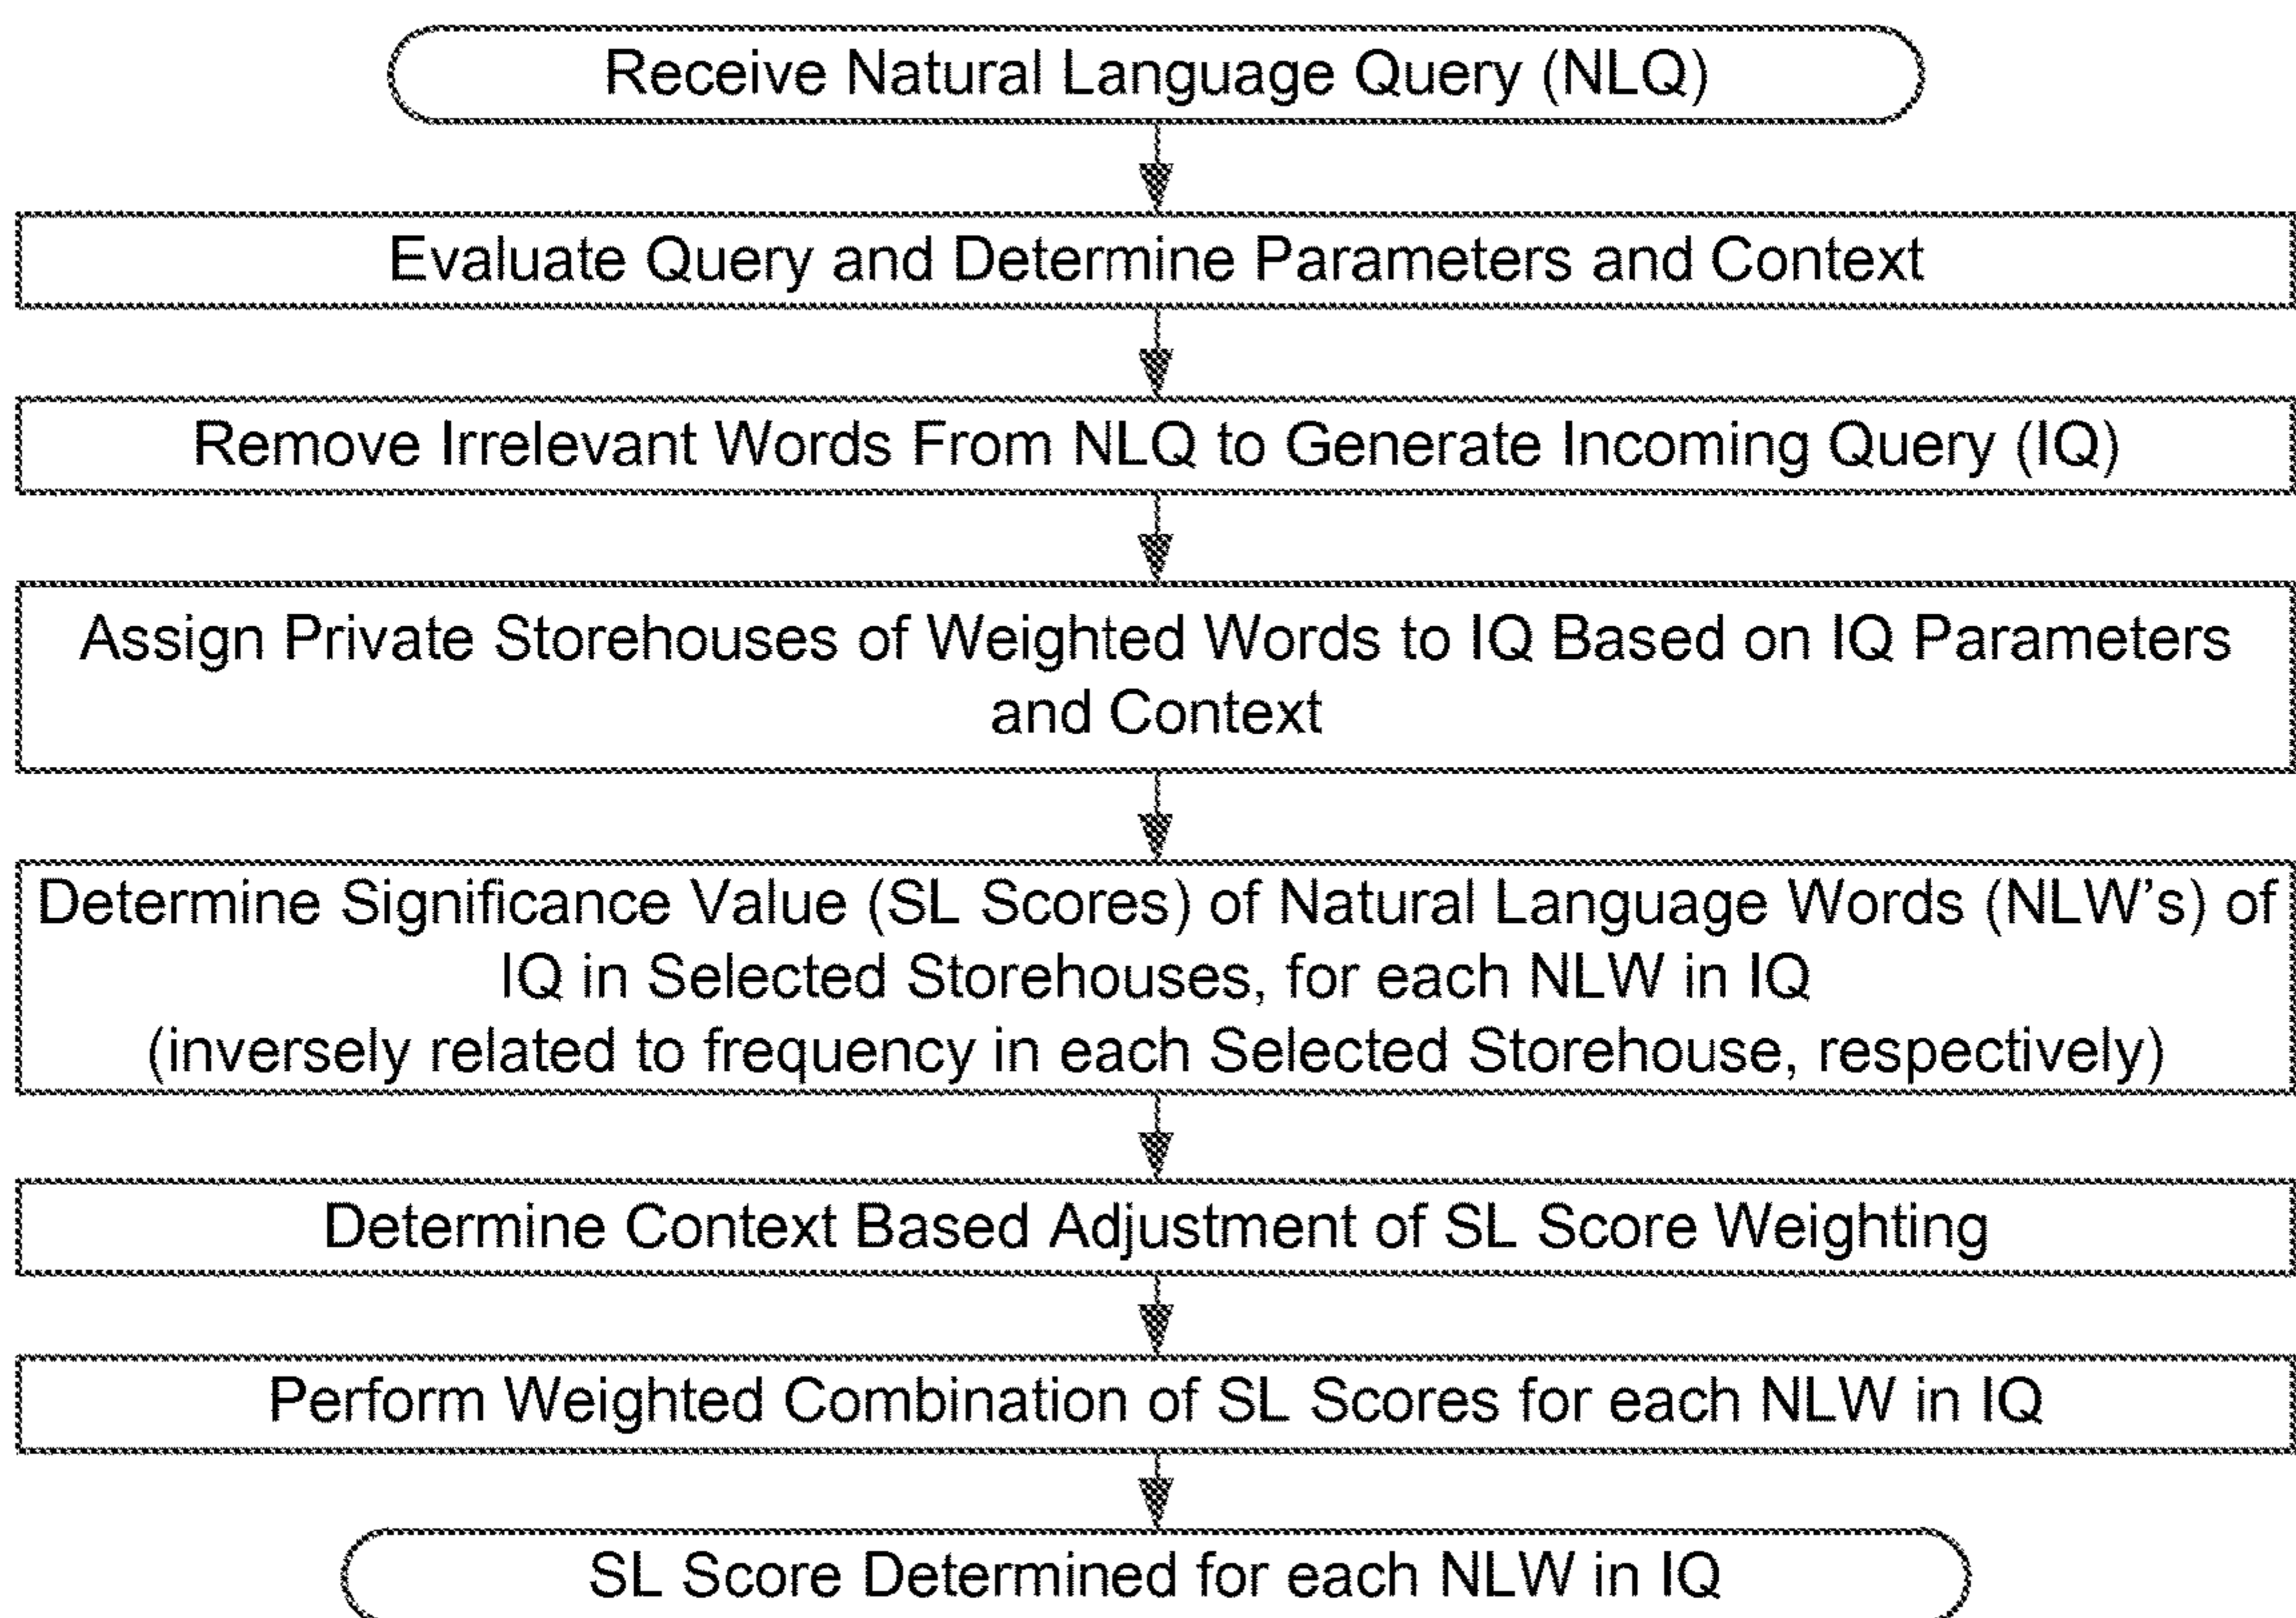 Receive Natural Language Query (NLQ)
Evaluate Query and Determine Parameters and Context
Remove Irrelevant Words From NLQ to Generate Incoming Query (IQ)
Assign Private Storehouses of Weighted Words to IQ Based on IQ Parameters
and Context
Determine Significance Value (SL Scores) of Natural Language Words (NLW's) of
IQ in Selected Storehouses, for each NLW in IQ
(inversely related to frequency in each Selected Storehouse, respectively)
Determine Context Based Adjustment of SL Score Weighting
Perform Weighted Combination of SL Scores for each NLW in IQ
SL Score Determined for each NLW in IQ